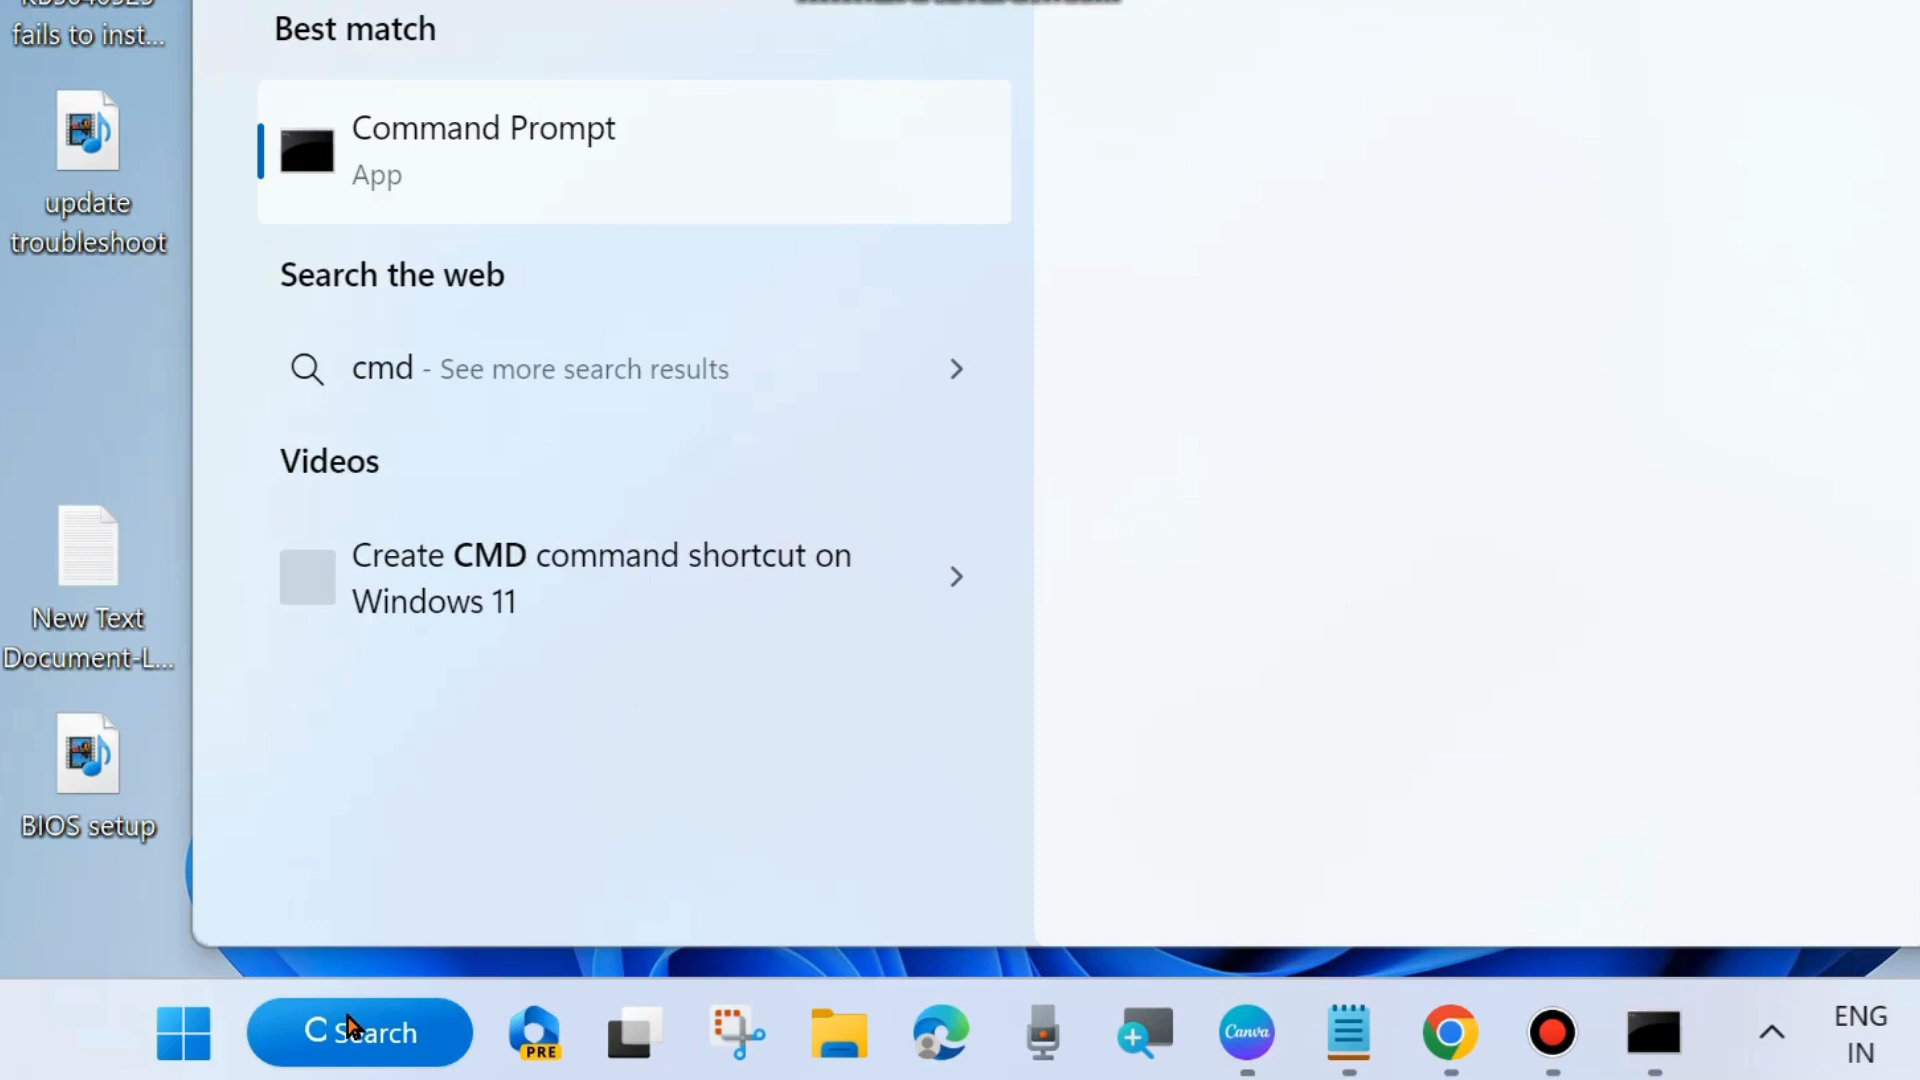 fails to inst...
Best match
Command Prompt
App
update
troubleshoot
Search the web
cmd - See more search results
Videos
Create CMD command shortcut on
Windows 11
New Text
Document-L...
BIOS setup
Search
PRE
Canva
ENG
IN